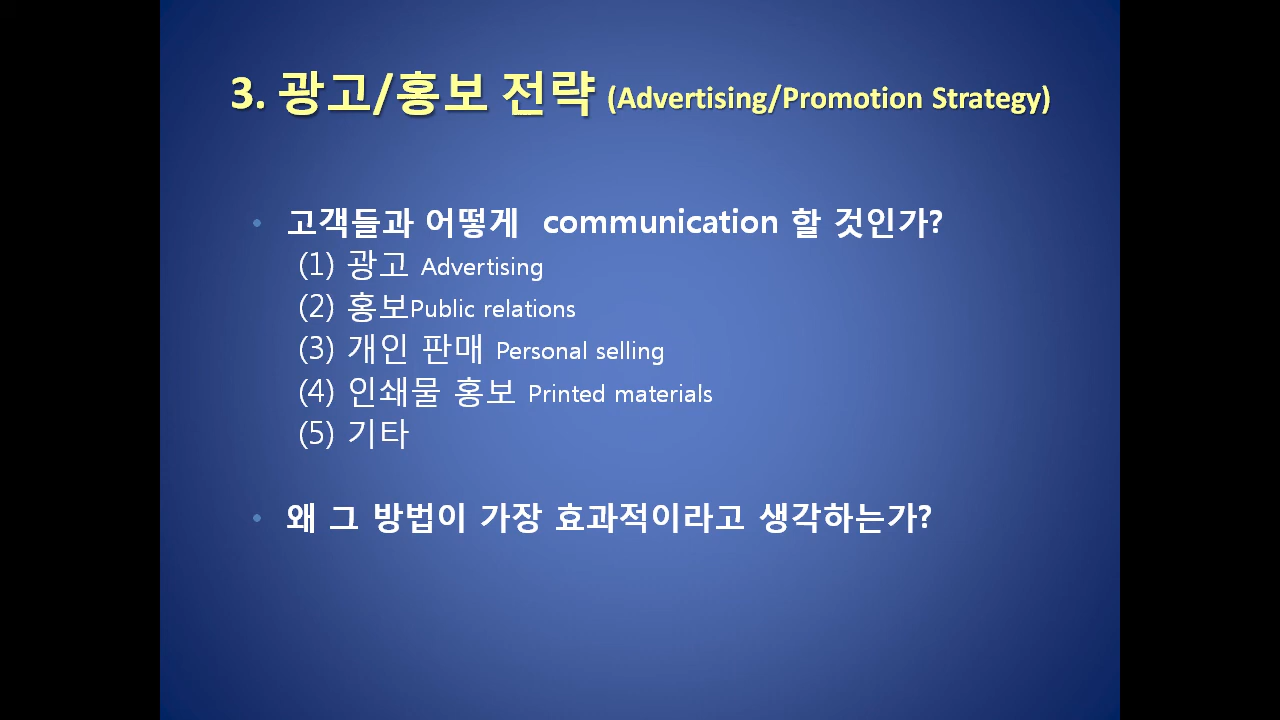 3. 광고/홍보 전략 (Advertising/Promotion Strategy)
• 고객들과 어떻게 communication 할 것인가?
(1) 광고 Advertising
(2) 홍보Public relations
(3) 개인 판매 Personal selling
(4) 인쇄물 홍보 Printed materials
(5) 기타
• 왜 그 방법이 가장 효과적이라고 생각하는가?